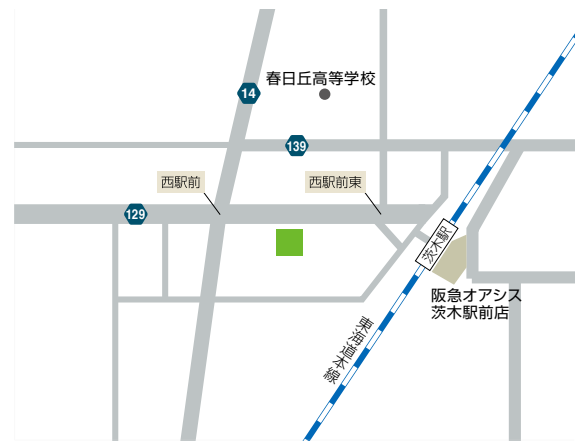 14
春日丘高等学校
139
西駅前
西駅前東
129
茨木駅
阪急オアシス
茨木駅前店
東海道本線